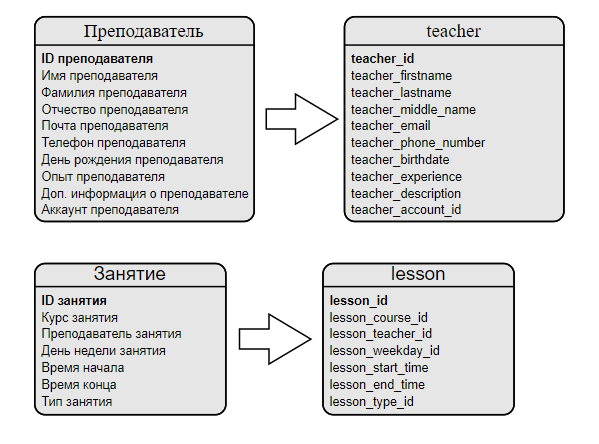 Преподаватель
ID преподавателя
Имя преподавателя
Фамилия преподавателя
Отчество преподавателя
Почта преподавателя
Телефон преподавателя
День рождения преподавателя
Опыт преподавателя
Доп. информация о преподавателе
Аккаунт преподавателя
teacher
teacher_id
teacher_firstname
teacher_lastname
teacher_middle_name
teacher_email
teacher_phone_number
teacher_birthdate
teacher_experience
teacher_description
teacher_account_id
Занятие
ID занятия
Курс занятия
Преподаватель занятия
День недели занятия
Время начала
Время конца
Тип занятия
lesson
lesson_id
lesson_course_id
lesson_teacher_id
lesson_weekday_id
lesson_start_time
lesson_end_time
lesson_type_id